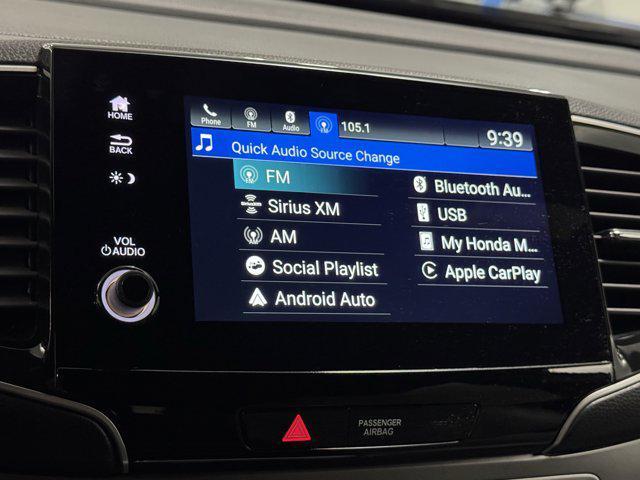 HOME
BACK
VOL
AUDIO
Phone
FM
Audio
105.1
9:39
Quick Audio Source Change
FM
Sirius XM
AM
Social Playlist
Android Auto
Bluetooth Au...
USB
My Honda M...
Apple CarPlay
PASSENGER
AIRBAG